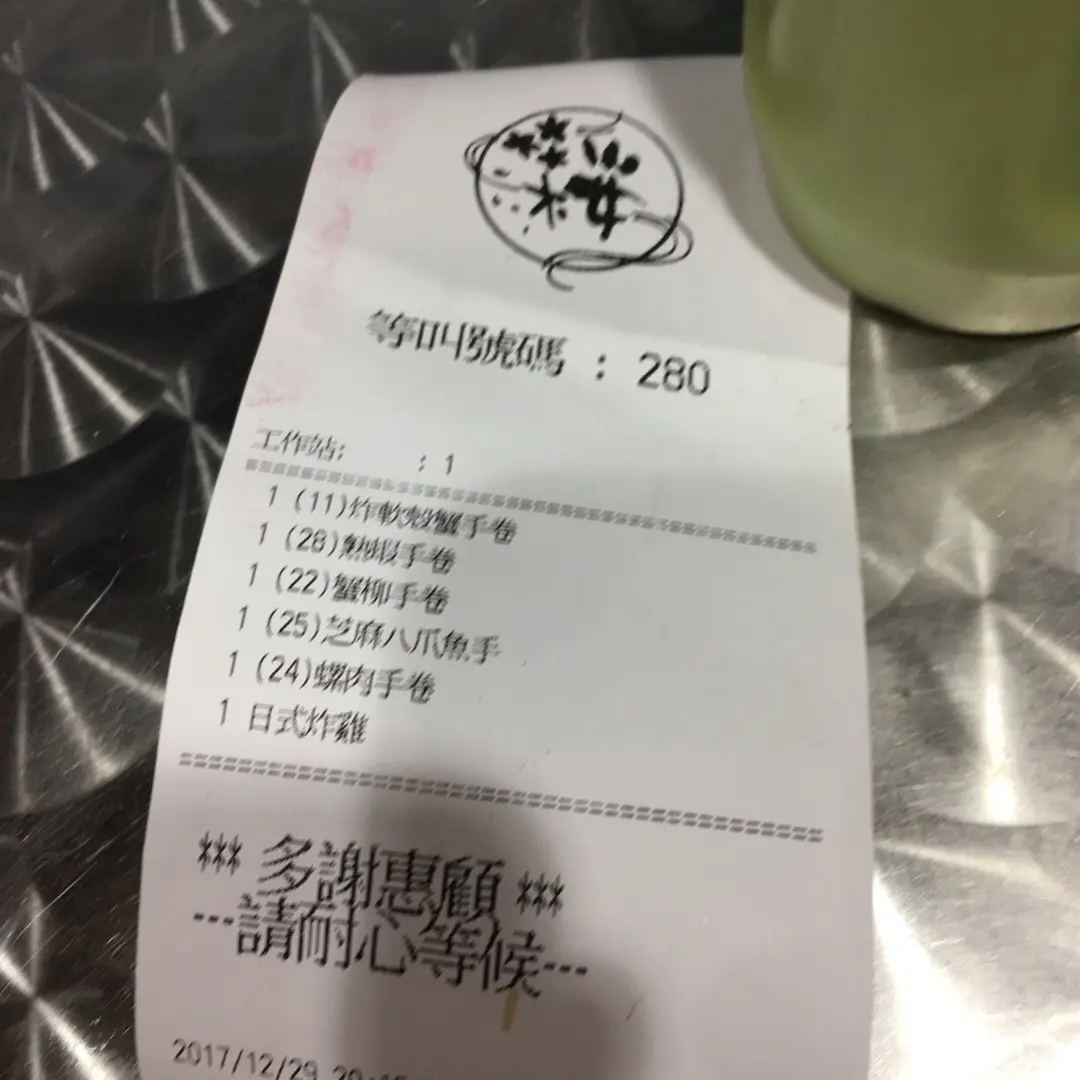 等叫號碼 : 280
工作站: : 1
1 (11)炸軟殼蟹手卷
1 (28)熟蝦手卷
1 (22)蟹柳手卷
1 (25)芝麻八爪魚手
1 (24)螺肉手卷
1 日式炸雞
*** 多謝惠顧 ***
---請耐心等候---
2017/12/29